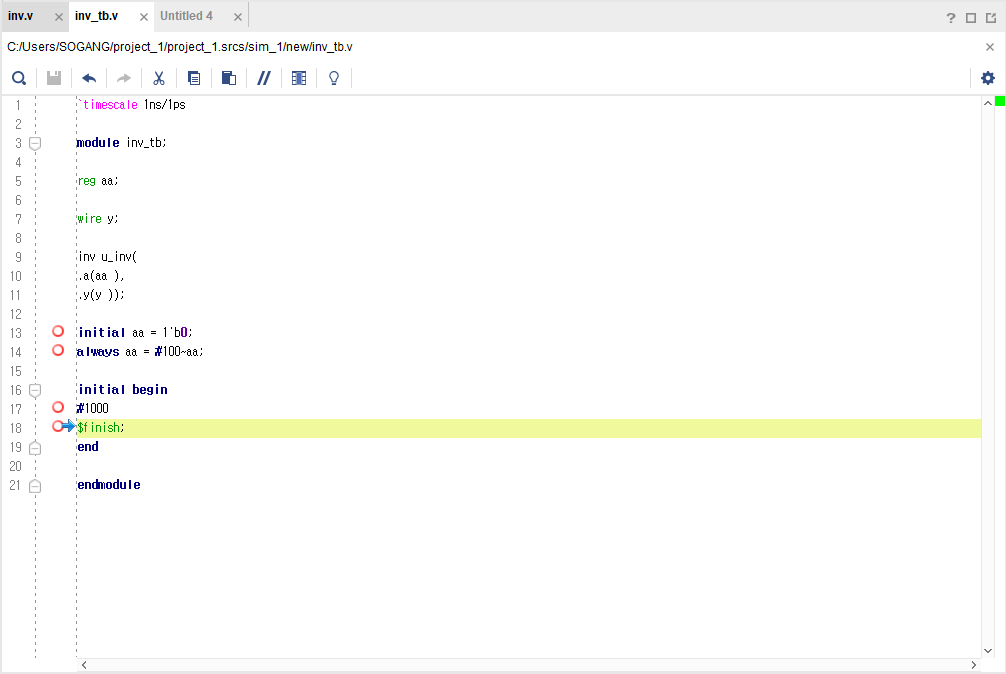 inv.v × inv_tb.v × Untitled 4 ×
C:/Users/SOGANG/project_1/project_1.srcs/sim_1/new/inv_tb.v
1 `timescale 1ns/1ps
2
3 module inv_tb;
4
5 reg aa;
6
7 wire y;
8
9 inv u_inv(
10 .a(aa ),
11 .y(y ));
12
13 initial aa = 1'b0;
14 always aa = #100~aa;
15
16 initial begin
17 #1000
18 $finish;
19 end
20
21 endmodule